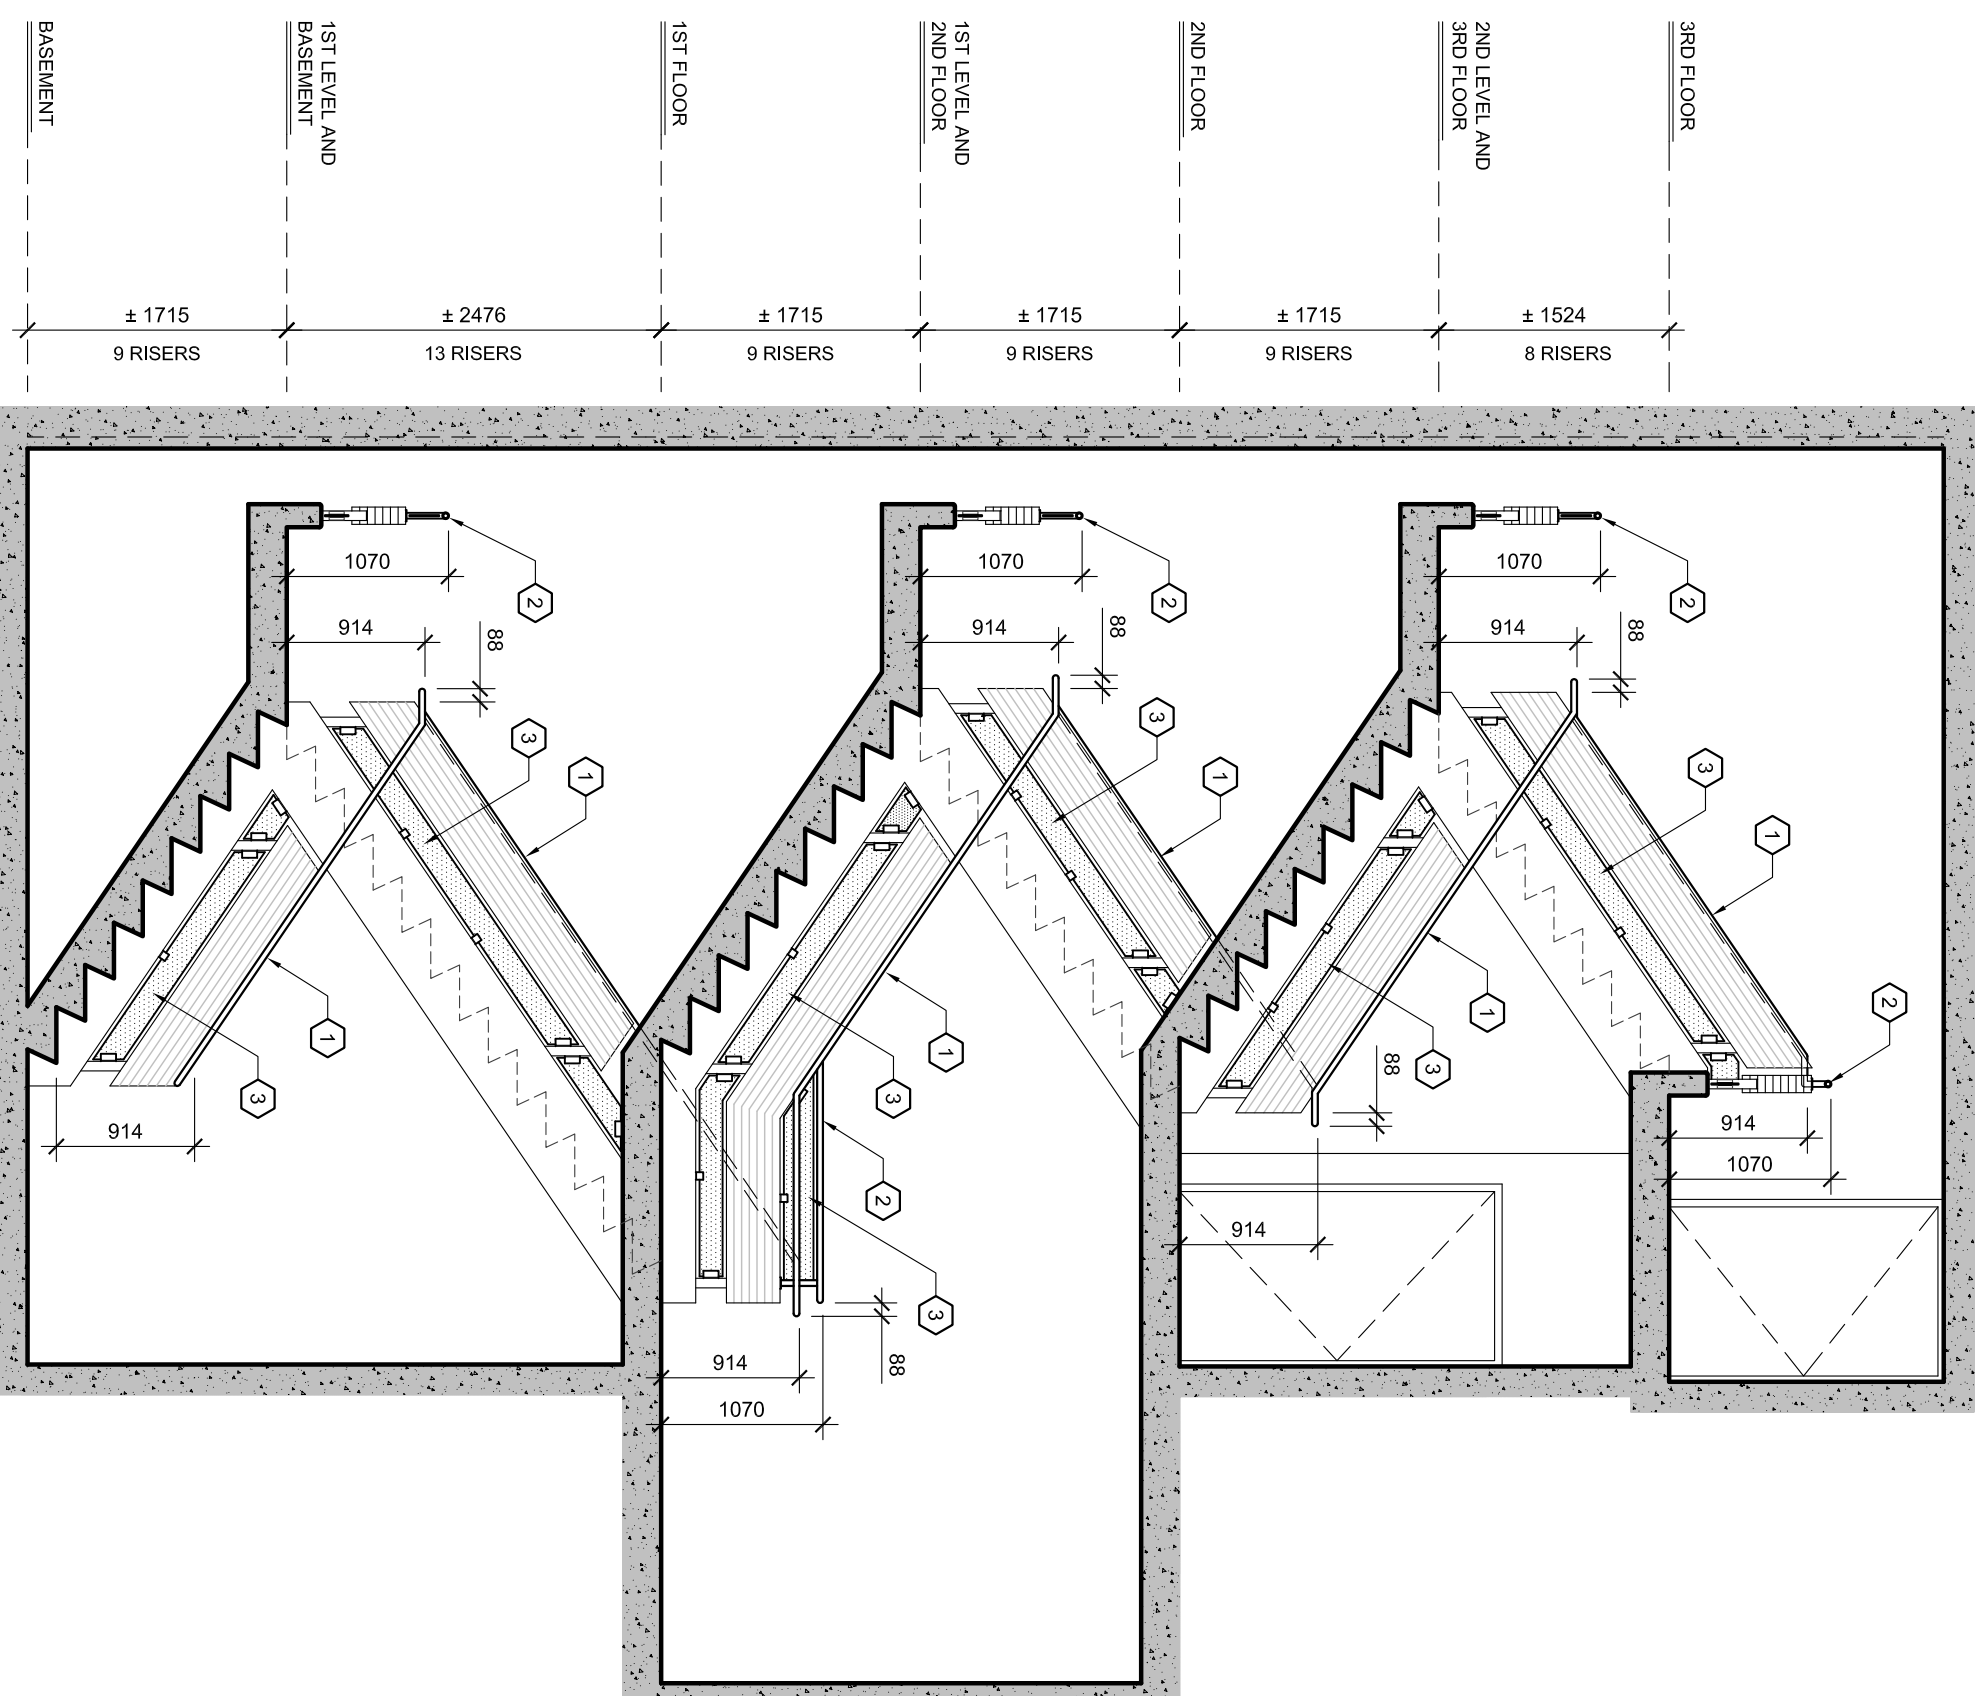 BASEMENT
1ST LEVEL AND
BASEMENT
1ST FLOOR
1ST LEVEL AND
2ND FLOOR
2ND FLOOR
2ND LEVEL AND
3RD FLOOR
3RD FLOOR
± 1715
± 2476
± 1715
± 1715
± 1715
± 1524
9 RISERS
13 RISERS
9 RISERS
9 RISERS
9 RISERS
8 RISERS
1070
2
1070
2
1070
2
914
88
914
88
914
88
3
1
3
1
3
1
2
1
3
914
1
3
2
3
88
914
1070
1
3
88
914
914
1070